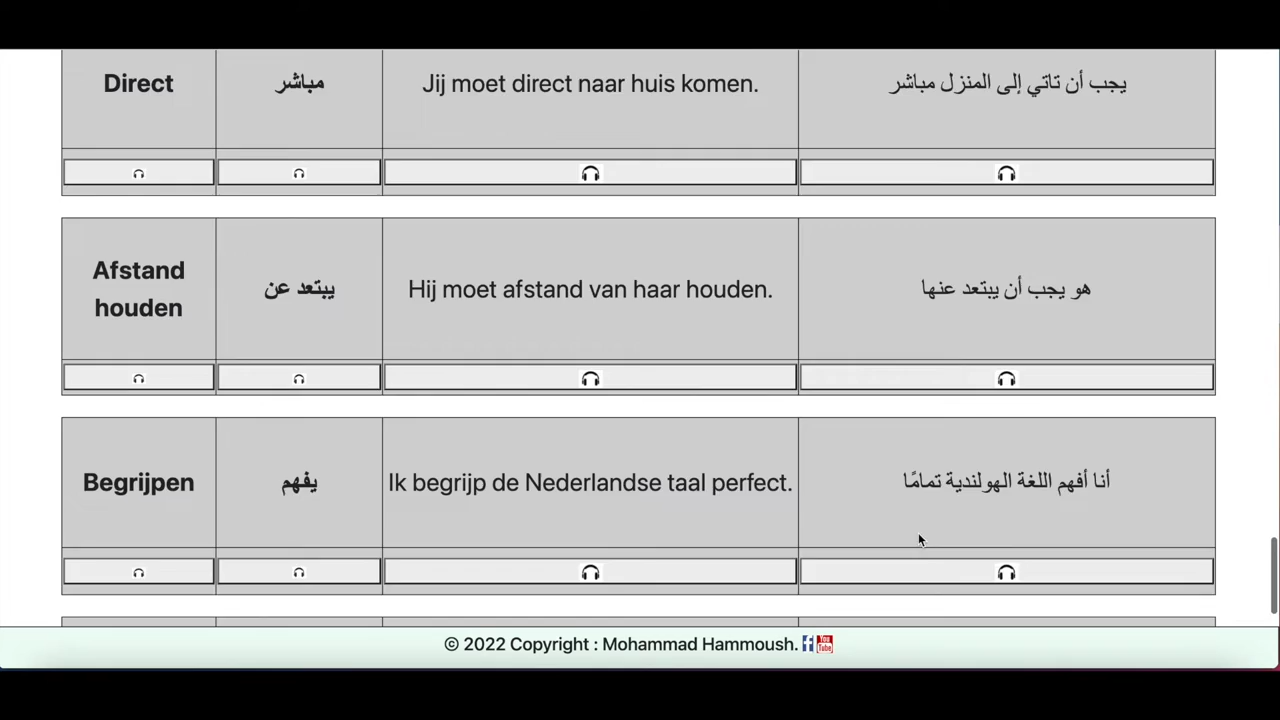 Direct
مباشر
Jij moet direct naar huis komen.
يجب أن تاتي إلى المنزل مباشر
Afstand
houden
يبتعد عن
Hij moet afstand van haar houden.
هو يجب أن يبتعد عنها
Begrijpen
يفهم
Ik begrijp de Nederlandse taal perfect.
أنا أفهم اللغة الهولندية تمامًا
© 2022 Copyright : Mohammad Hammoush. f You Tube